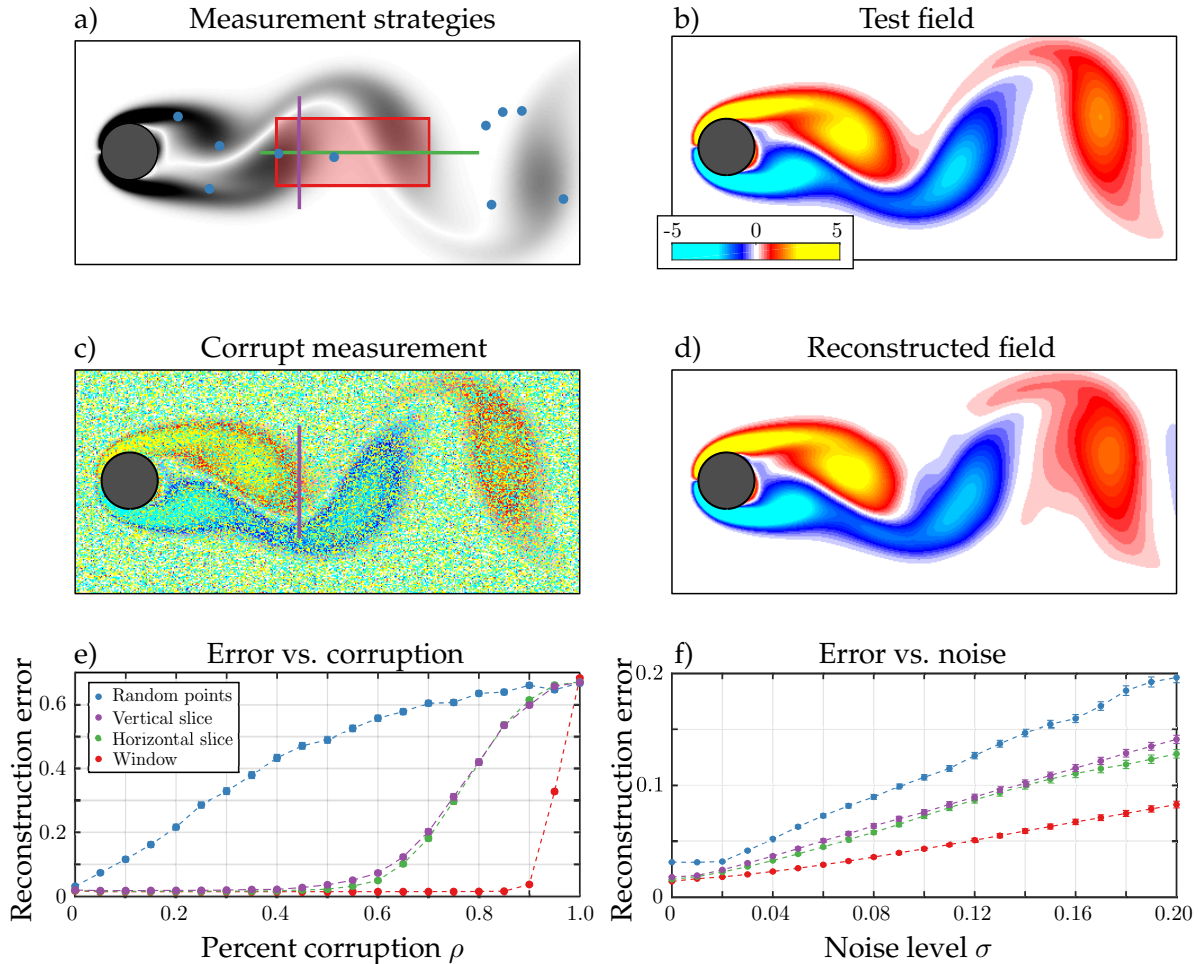 a) Measurement strategies
b) Test field
-5 0 5
c) Corrupt measurement
d) Reconstructed field
e) Error vs. corruption
Reconstruction error
0.6
0.4
0.2
0
Random points
Vertical slice
Horizontal slice
Window
0 0.2 0.4 0.6 0.8 1.0
Percent corruption ρ
f) Error vs. noise
Reconstruction error
0.2
0.1
0
0 0.04 0.08 0.12 0.16 0.20
Noise level σ